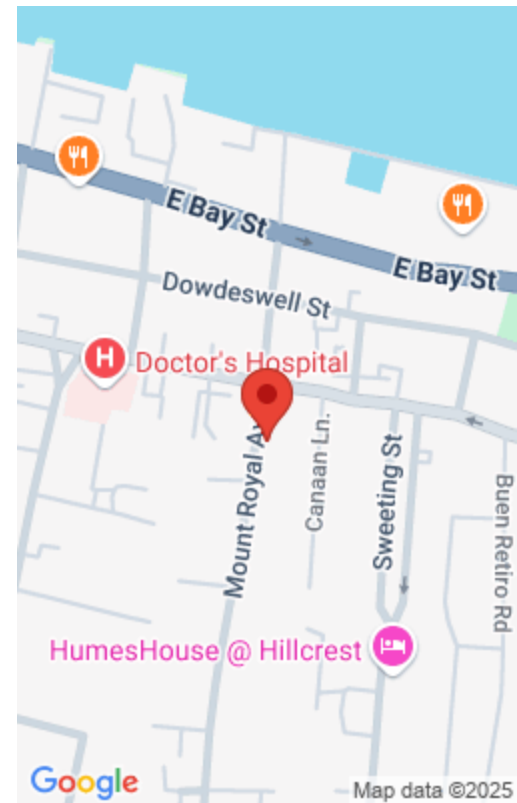 E Bay St
E Bay St
Dowdeswell St
H
Doctor's Hospital
Mount Royal Av
Canaan Ln.
Sweeting St
Buen Retiro Rd
HumesHouse @ Hillcrest
Google
Map data ©2025